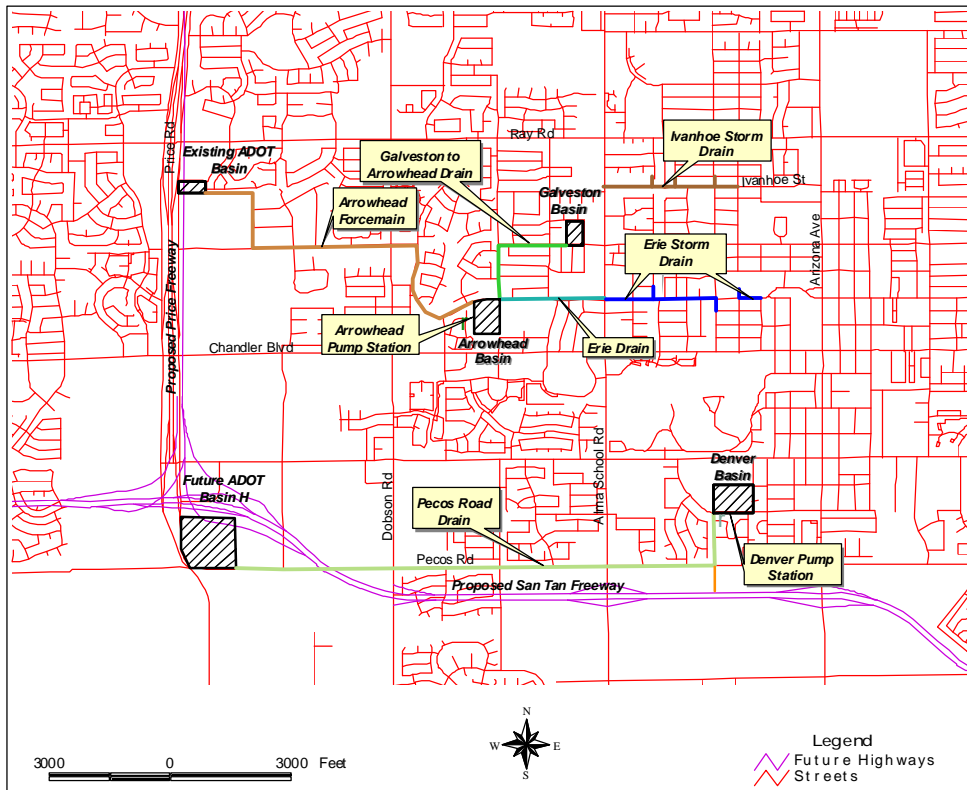 Ray Rd
Ivanhoe Storm
Drain
Price Rd
Existing ADOT
Basin
Galveston to
Arrowhead Drain
Ivanhoe St
Galveston
Basin
Arrowhead
Forcemain
Arizona Ave
Erie Storm
Drain
Proposed Price Freeway
Arrowhead
Pump Station
Chandler Blvd
Arrowhead
Basin
Erie Drain
Future ADOT
Basin H
Dobson Rd
Pecos Road
Drain
Alma School Rd
Denver
Basin
Pecos Rd
Denver Pump
Station
Proposed San Tan Freeway
N
W
E
S
3000
0
3000 Feet
Legend
Future Highways
Streets